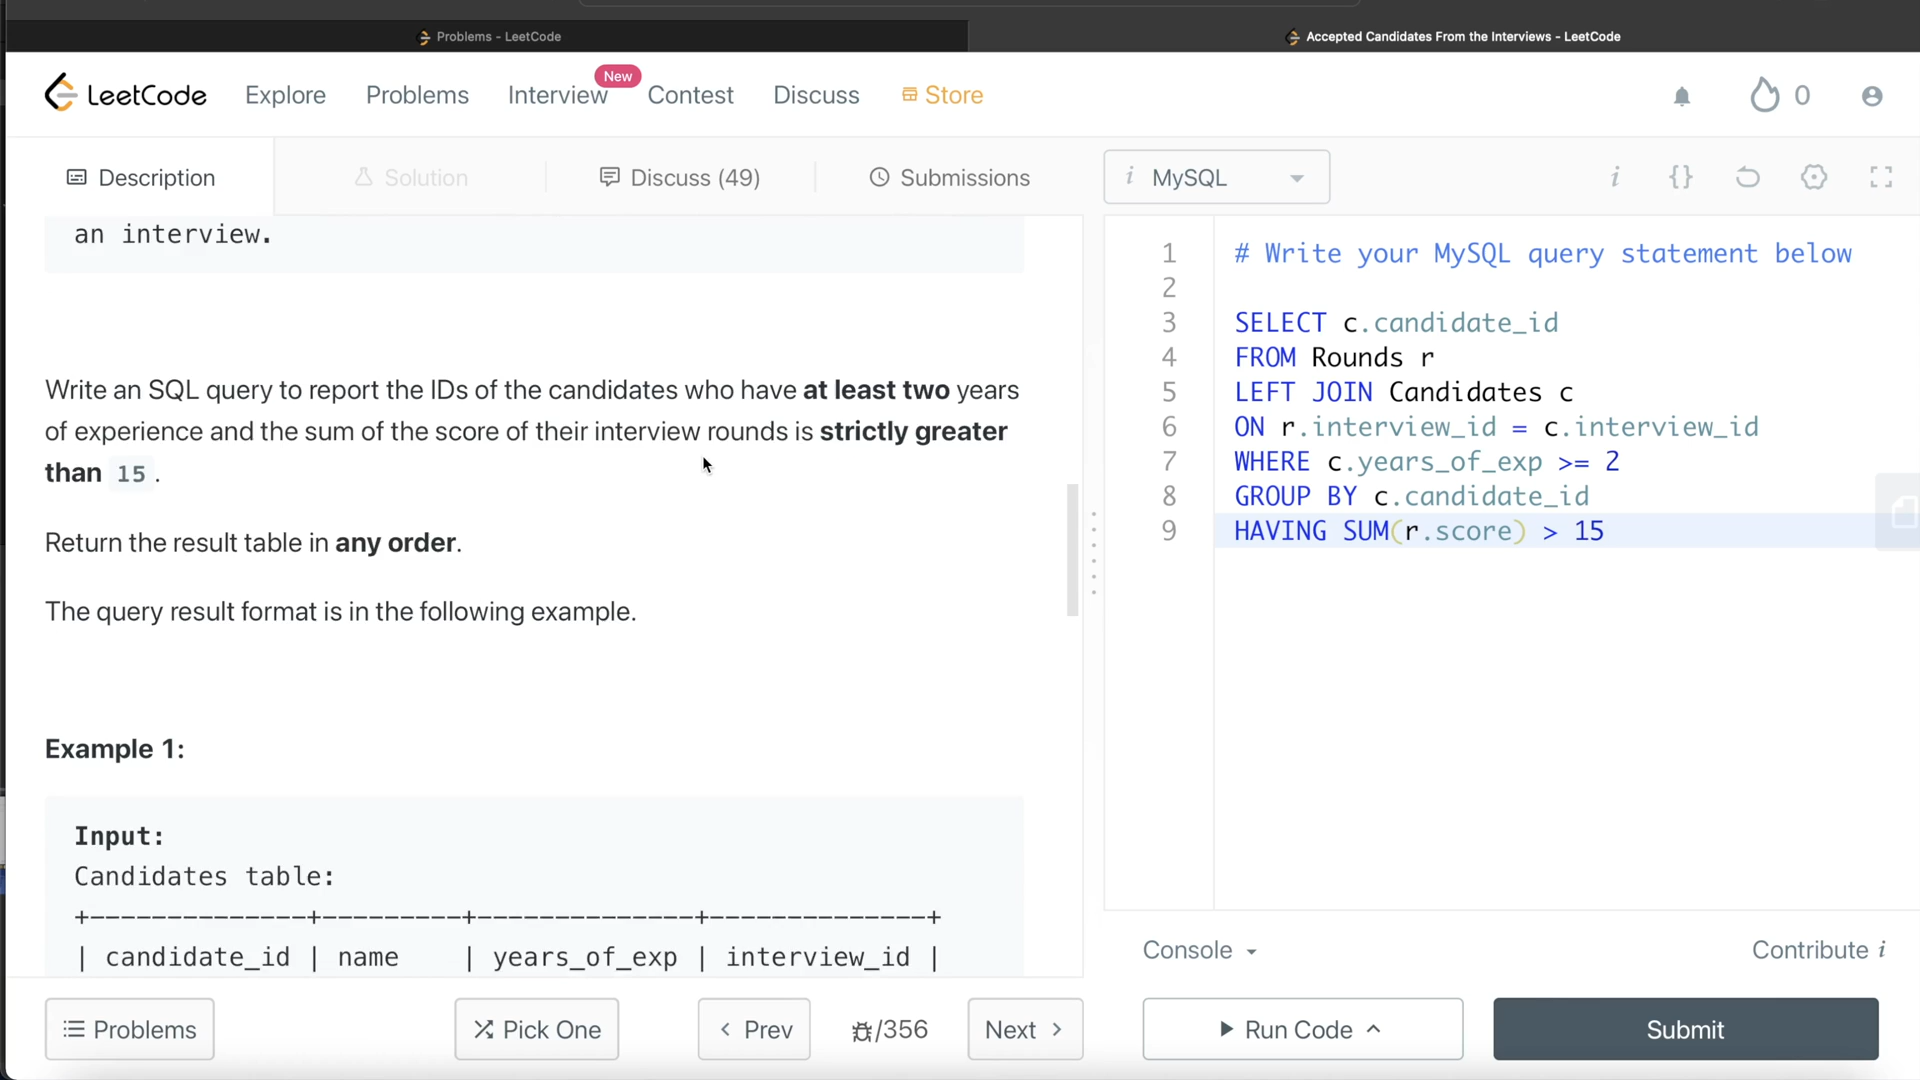 Problems - LeetCode
Accepted Candidates From the Interviews - LeetCode
LeetCode Explore Problems Interview New Contest Discuss Store 0
Description Solution Discuss (49) Submissions
i MySQL i {}
an interview.
Write an SQL query to report the IDs of the candidates who have at least two years
of experience and the sum of the score of their interview rounds is strictly greater
than 15 .
Return the result table in any order.
The query result format is in the following example.
Example 1:
Input:
Candidates table:
+--------------+---------+--------------+--------------+
| candidate_id | name    | years_of_exp | interview_id |
1 # Write your MySQL query statement below
2
3 SELECT c.candidate_id
4 FROM Rounds r
5 LEFT JOIN Candidates c
6 ON r.interview_id = c.interview_id
7 WHERE c.years_of_exp >= 2
8 GROUP BY c.candidate_id
9 HAVING SUM(r.score) > 15
Console Contribute i
Problems Pick One < Prev /356 Next > Run Code Submit